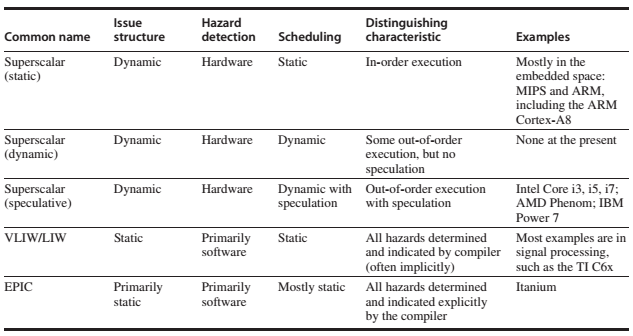 Common name Issue structure Hazard detection Scheduling Distinguishing characteristic Examples
Superscalar (static) Dynamic Hardware Static In-order execution Mostly in the embedded space: MIPS and ARM, including the ARM Cortex-A8
Superscalar (dynamic) Dynamic Hardware Dynamic Some out-of-order execution, but no speculation None at the present
Superscalar (speculative) Dynamic Hardware Dynamic with speculation Out-of-order execution with speculation Intel Core i3, i5, i7; AMD Phenom; IBM Power 7
VLIW/LIW Static Primarily software Static All hazards determined and indicated by compiler (often implicitly) Most examples are in signal processing, such as the TI C6x
EPIC Primarily static Primarily software Mostly static All hazards determined and indicated explicitly by the compiler Itanium